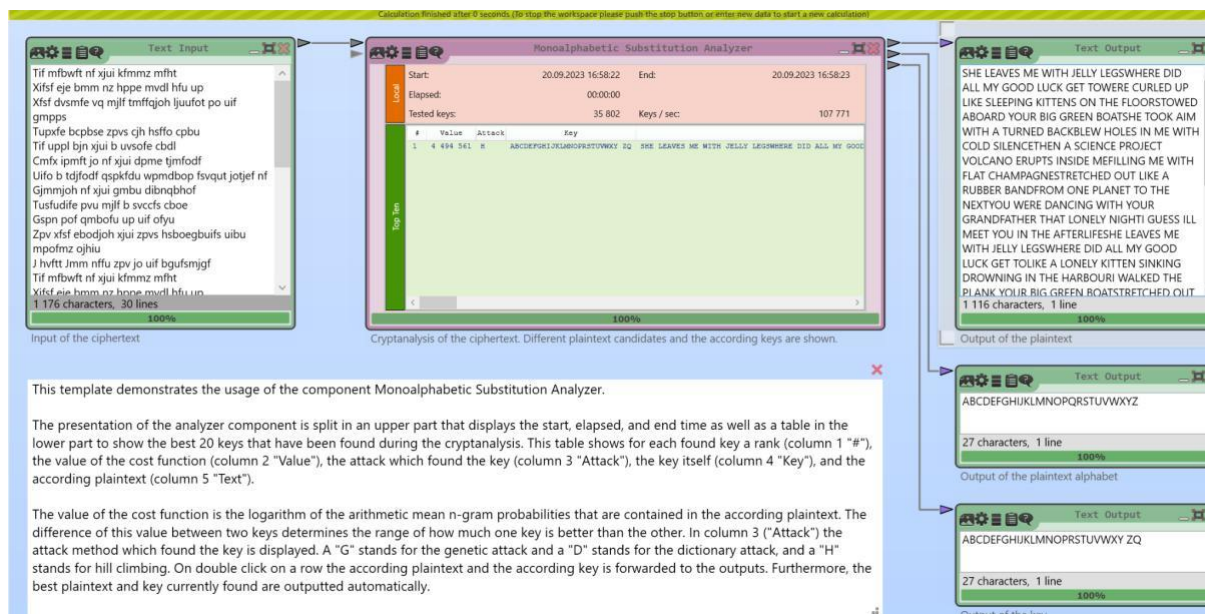 Calculation finished after 0 seconds (To stop the workspace please push the stop button or enter new data to start a new calculation)
Text Input
Tif mfbwft nf xjui kfmmz mfht
Xifsf eje bmm nz hppe mvdl hfu up
Xfsf dvsmfe vq mjlf tmffqjoh ljuufot po uif
gmpps
Tupxfe bcpbse zpvs cjh hsffo cpbu
Tif uppl bjn xjui b uvsofe cbdl
Cmfx ipmft jo nf xjui dpme tjmfodf
Uifo b tdjfodf qspkfdu wpmdbop fsvqut jotjef nf
Gjmmjoh nf xjui gmbu dibnqbhof
Tusfudife pvu mjlf b svccfs cboe
Gspn pof qmbofu up uif ofyu
Zpv xfsf ebodjoh xjui zpvs hsboegbuifs uibu
mpofmz ojhiu
J hvftt Jmm nffu zpv jo uif bgufsmjgf
Tif mfbwft nf xjui kfmmz mfht
Xifsf eje bmm nz hppe mvdl hfu up
1 176 characters, 30 lines
100%
Input of the ciphertext
Monoalphabetic Substitution Analyzer
Local
Start: 20.09.2023 16:58:22 End: 20.09.2023 16:58:23
Elapsed: 00:00:00
Tested keys: 35 802 Keys / sec: 107 771
Top Ten
# Value Attack Key
1 4 494 561 H ABCDEFGHIJKLMNOPRSTUVWXY ZQ SHE LEAVES ME WITH JELLY LEGSWHERE DID ALL MY GOOD
100%
Cryptanalysis of the ciphertext. Different plaintext candidates and the according keys are shown.
Text Output
SHE LEAVES ME WITH JELLY LEGSWHERE DID
ALL MY GOOD LUCK GET TOWERE CURLED UP
LIKE SLEEPING KITTENS ON THE FLOORSTOWED
ABOARD YOUR BIG GREEN BOATSHE TOOK AIM
WITH A TURNED BACKBLEW HOLES IN ME WITH
COLD SILENCETHEN A SCIENCE PROJECT
VOLCANO ERUPTS INSIDE MEFILLING ME WITH
FLAT CHAMPAGNESTRETCHED OUT LIKE A
RUBBER BANDFROM ONE PLANET TO THE
NEXTYOU WERE DANCING WITH YOUR
GRANDFATHER THAT LONELY NIGHTI GUESS ILL
MEET YOU IN THE AFTERLIFESHE LEAVES ME
WITH JELLY LEGSWHERE DID ALL MY GOOD
LUCK GET TOLIKE A LONELY KITTEN SINKING
DROWNING IN THE HARBOURI WALKED THE
PLANK YOUR BIG GREEN BOATSTRETCHED OUT
1 116 characters, 1 line
100%
Output of the plaintext
Text Output
ABCDEFGHIJKLMNOPQRSTUVWXYZ
27 characters, 1 line
100%
Output of the plaintext alphabet
Text Output
ABCDEFGHIJKLMNOPRSTUVWXY ZQ
27 characters, 1 line
100%
Output of the key
This template demonstrates the usage of the component Monoalphabetic Substitution Analyzer.
The presentation of the analyzer component is split in an upper part that displays the start, elapsed, and end time as well as a table in the
lower part to show the best 20 keys that have been found during the cryptanalysis. This table shows for each found key a rank (column 1 "#"),
the value of the cost function (column 2 "Value"), the attack which found the key (column 3 "Attack"), the key itself (column 4 "Key"), and the
according plaintext (column 5 "Text").
The value of the cost function is the logarithm of the arithmetic mean n-gram probabilities that are contained in the according plaintext. The
difference of this value between two keys determines the range of how much one key is better than the other. In column 3 ("Attack") the
attack method which found the key is displayed. A "G" stands for the genetic attack and a "D" stands for the dictionary attack, and a "H"
stands for hill climbing. On double click on a row the according plaintext and the according key is forwarded to the outputs. Furthermore, the
best plaintext and key currently found are outputted automatically.